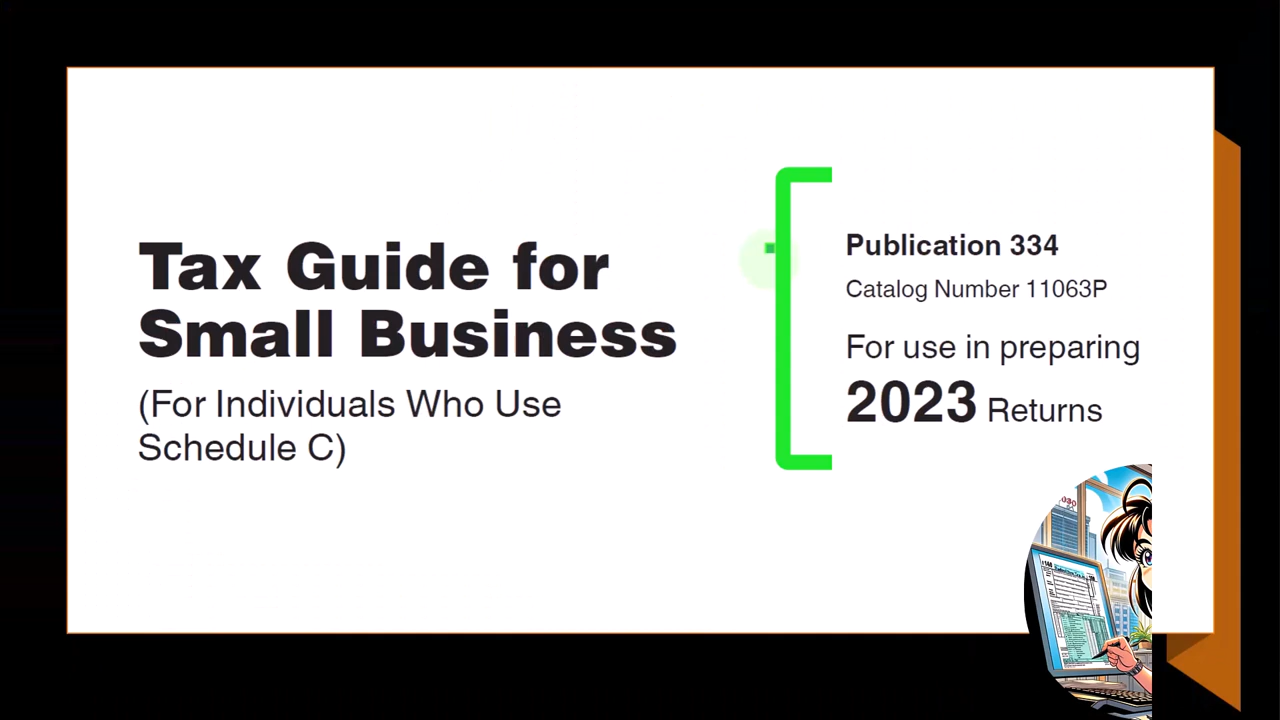 Tax Guide for
Small Business
(For Individuals Who Use
Schedule C)
Publication 334
Catalog Number 11063P
For use in preparing
2023 Returns